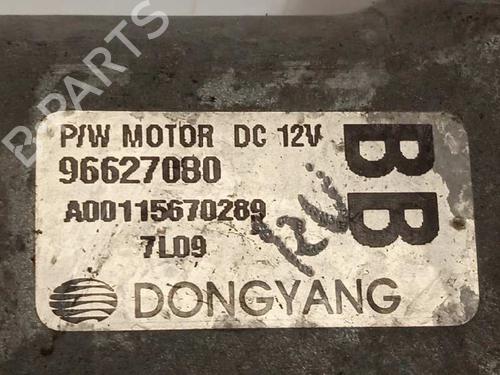 P/W MOTOR DC 12V
96627080
A00115670289
7L09
DONGYANG
BB
B-PARTS